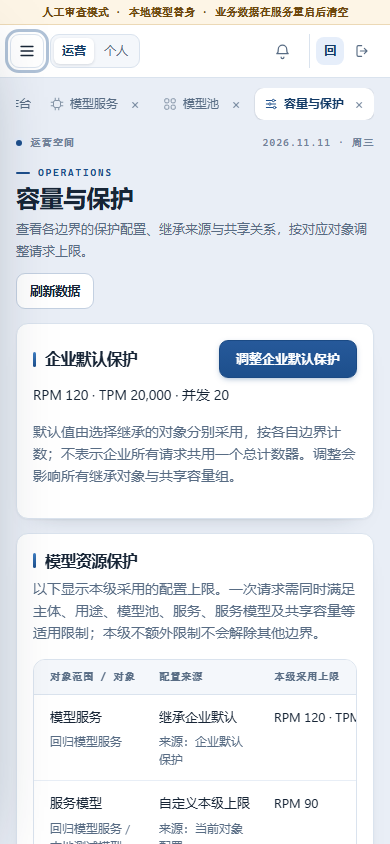 人工审查模式 · 本地模型替身 · 业务数据在服务重启后清空
运营 个人 回
台 模型服务 × 模型池 × 容量与保护 ×
运营空间 2026.11.11 · 周三
OPERATIONS
容量与保护
查看各边界的保护配置、继承来源与共享关系，按对应对象调
整请求上限。
刷新数据
企业默认保护 调整企业默认保护
RPM 120 · TPM 20,000 · 并发 20
默认值由选择继承的对象分别采用，按各自边界计
数；不表示企业所有请求共用一个总计数器。调整会
影响所有继承对象与共享容量组。
模型资源保护
以下显示本级采用的配置上限。一次请求需同时满足
主体、用途、模型池、服务、服务模型及共享容量等
适用限制；本级不额外限制不会解除其他边界。
对象范围 / 对象 配置来源 本级采用上限
模型服务 继承企业默认 RPM 120 · TPM
回归模型服务 来源：企业默认
保护
服务模型 自定义本级上限 RPM 90
回归模型服务 / 来源：当前对象